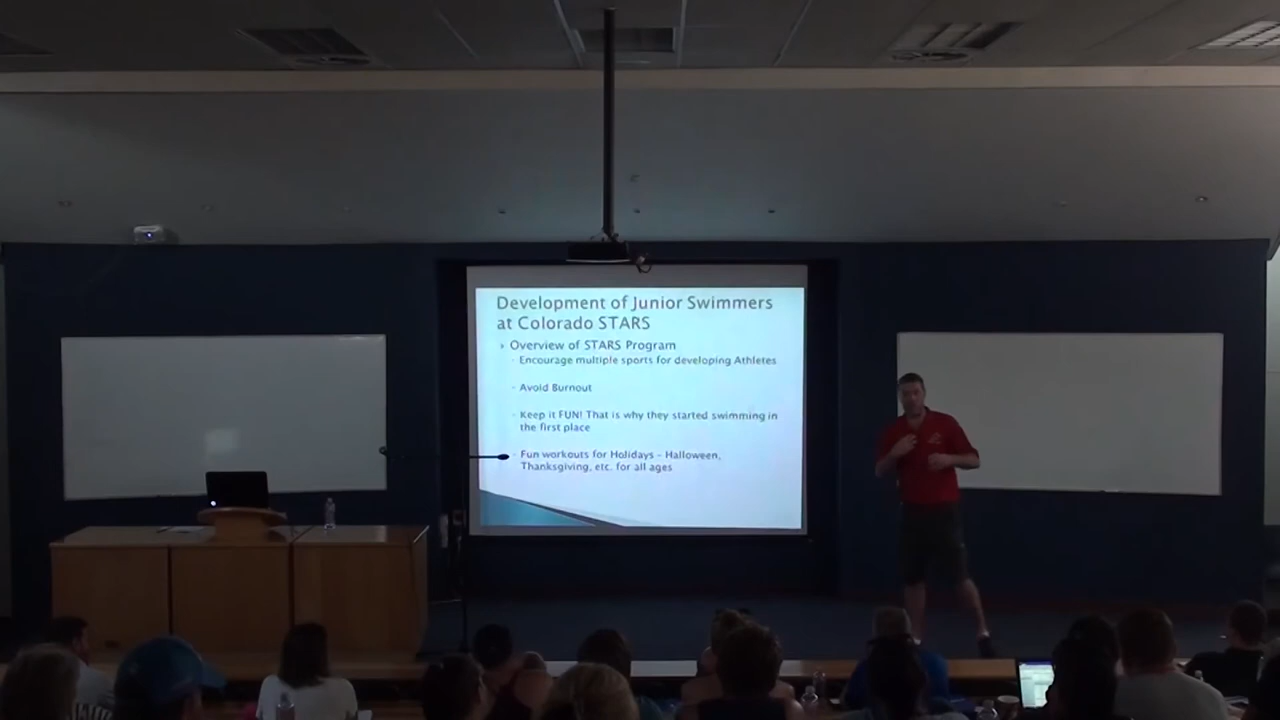 Development of Junior Swimmers
at Colorado STARS
Overview of STARS Program
Encourage multiple sports for developing Athletes
Avoid Burnout
Keep it FUN! That is why they started swimming in
the first place
Fun workouts for Holidays - Halloween,
Thanksgiving, etc. for all ages